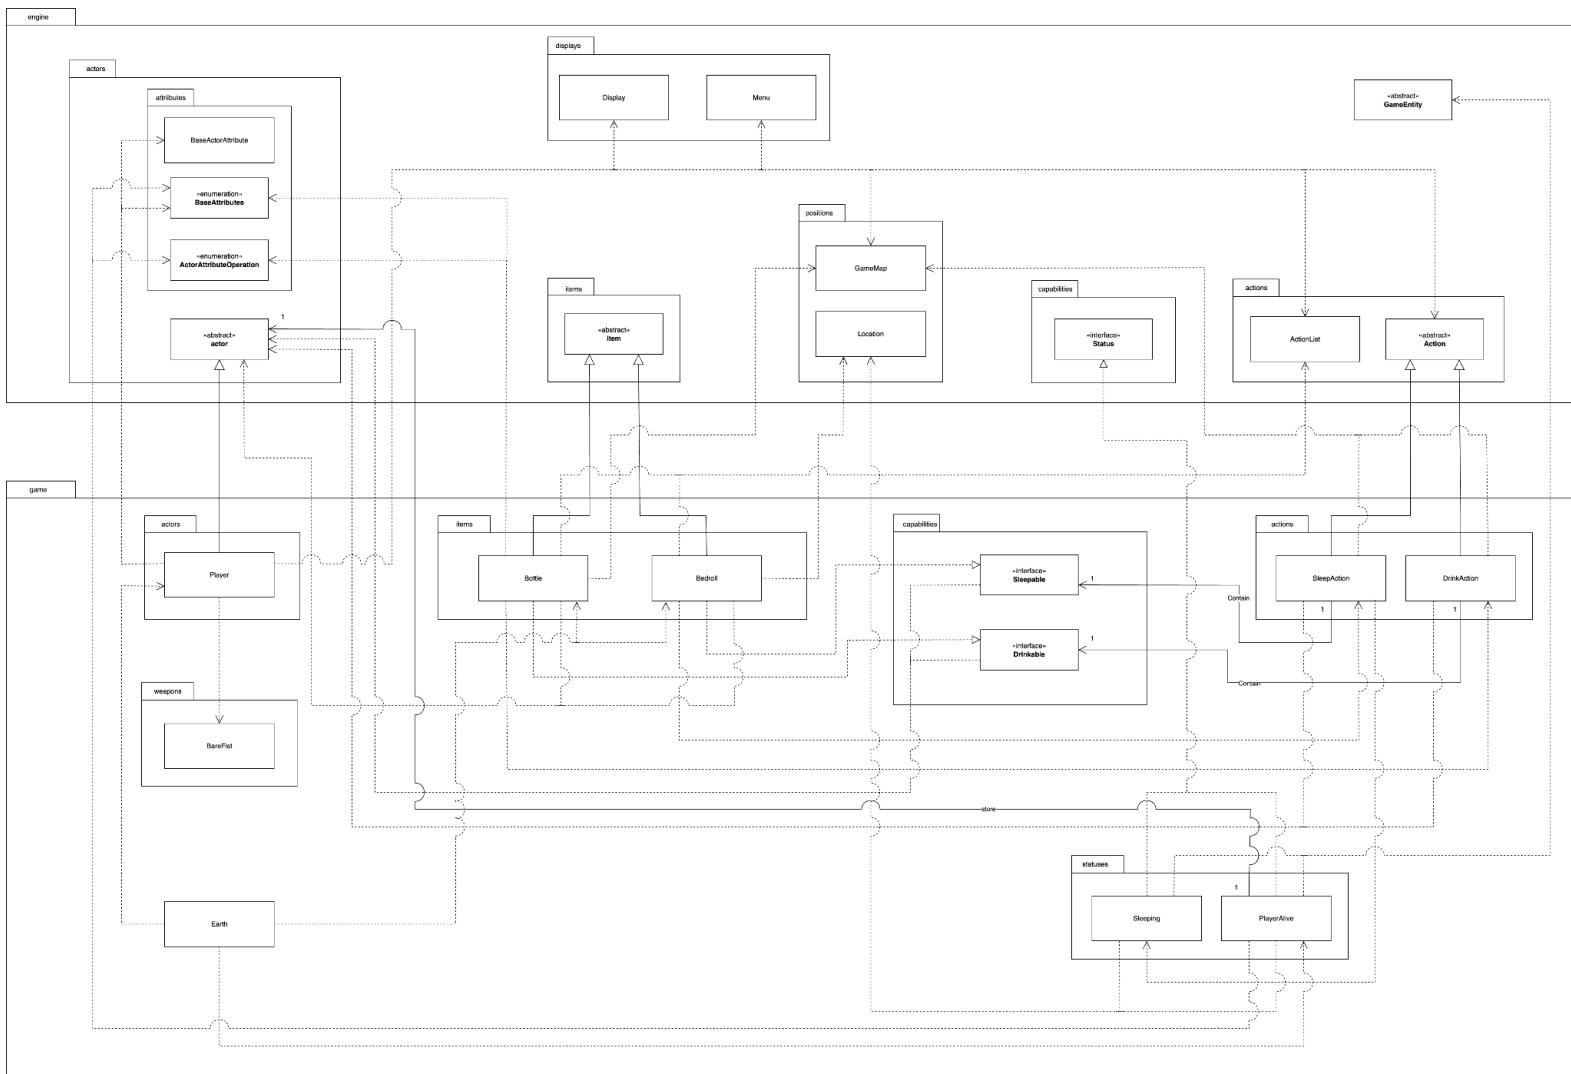 engine
displays
actors
attriibutes
Display
Menu
«abstract»
GameEntity
BaseActorAttribute
«enumeration»
BaseAttributes
positions
«enumeration»
ActorAttributeOperation
GameMap
items
capabilities
actions
1
«abstract»
actor
«abstract»
Item
Location
«interface»
Status
ActionList
«abstract»
Action
game
actors
items
capabilities
actions
Player
Bottle
Bedroll
«interface»
Sleepable
1
SleepAction
DrinkAction
Contain
1
1
«interface»
Drinkable
1
Contain
weapons
BareFist
store
statuses
1
Sleeping
PlayerAlive
Earth